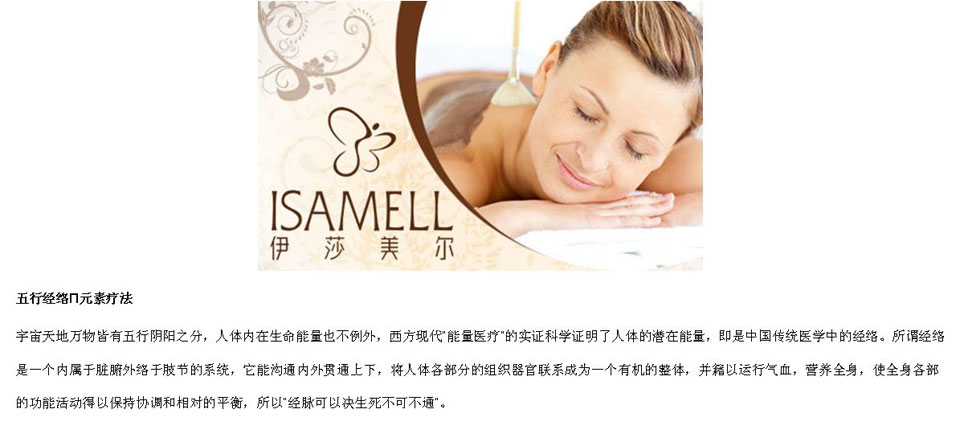 ISAMELL
伊莎美尔
五行经络Π元素疗法
宇宙天地万物皆有五行阴阳之分，人体内在生命能量也不例外，西方现代"能量医疗"的实证科学证明了人体的潜在能量，即是中国传统医学中的经络。所谓经络
是一个内属于脏腑外络于肢节的系统，它能沟通内外贯通上下，将人体各部分的组织器官联系成为一个有机的整体，并籍以运行气血，营养全身，使全身各部
的功能活动得以保持协调和相对的平衡，所以"经脉可以决生死不可不通"。